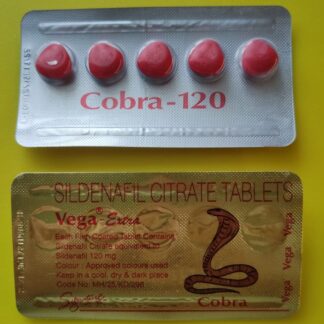 Cobra-120
SILDENAFIL CITRATE TABLETS
Vega® Extra
Each Film Coated Tablet Contains
Sildenafil Citrate equivalent to
Sildenafil 120 mg
Colour : Approved colours used
Keep in a cool, dry & dark place
Cobra
Vega
Vega
Vega
Vega